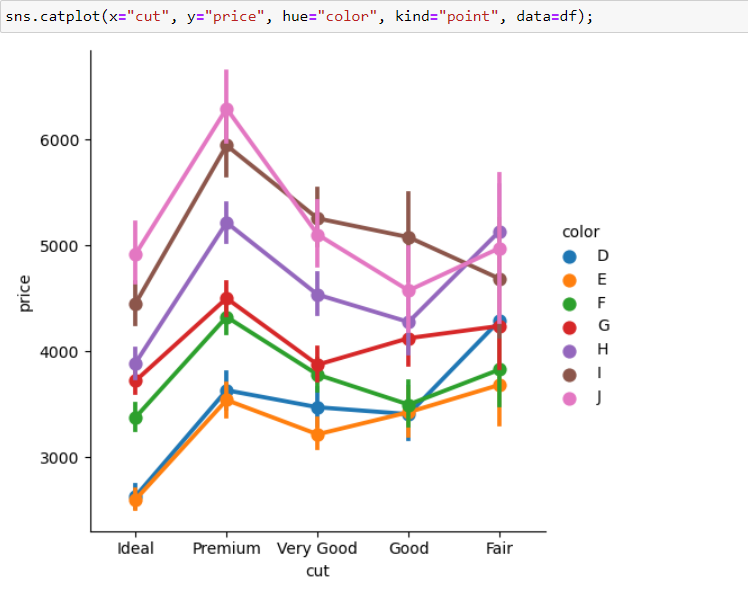 sns.catplot(x="cut", y="price", hue="color", kind="point", data=df);
6000
5000
4000
3000
price
Ideal Premium Very Good Good Fair
cut
color
D
E
F
G
H
I
J